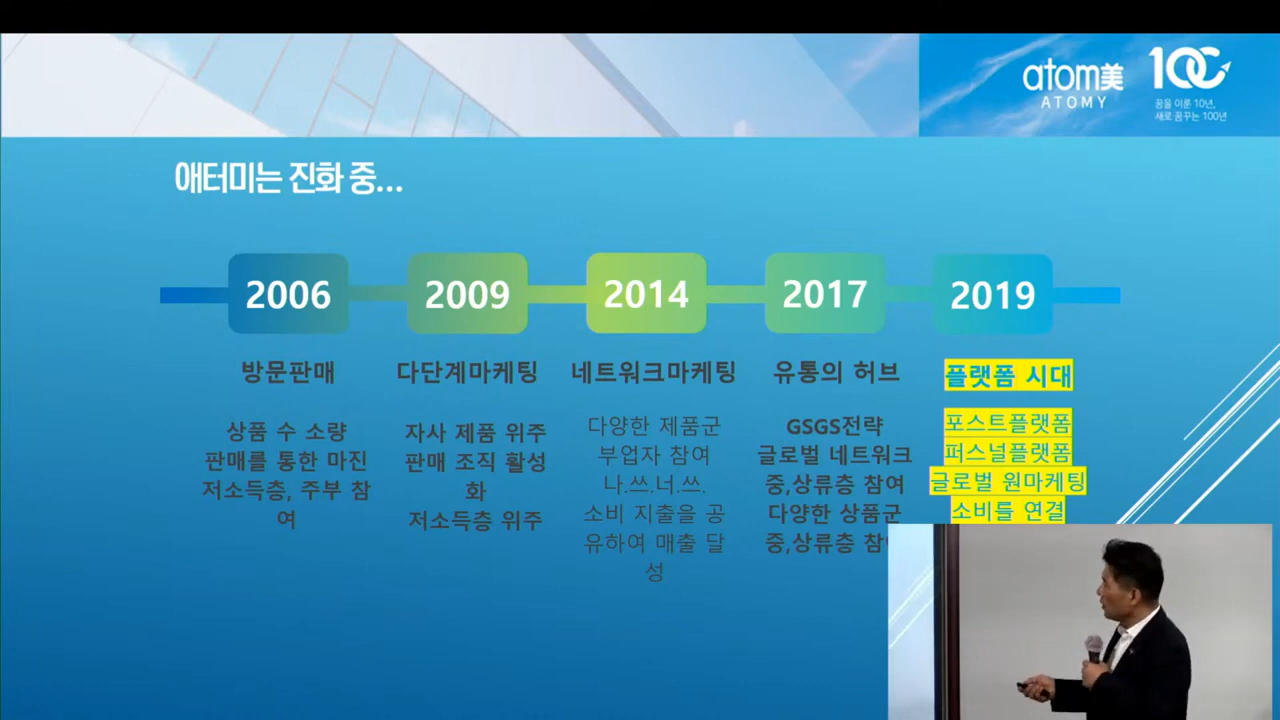 atom美
ATOMY
100
꿈을 이룬 10년,
새로 꿈꾸는 100년
애터미는 진화 중...
2006
방문판매
상품 수 소량
판매를 통한 마진
저소득층, 주부 참
여
2009
다단계마케팅
자사 제품 위주
판매 조직 활성
화
저소득층 위주
2014
네트워크마케팅
다양한 제품군
부업자 참여
나.쓰.너.쓰.
소비 지출을 공
유하여 매출 달
성
2017
유통의 허브
GSGS전략
글로벌 네트워크
중,상류층 참여
다양한 상품군
중,상류층
2019
플랫폼 시대
포스트플랫폼
퍼스널플랫폼
글로벌 원마케팅
소비를 연결